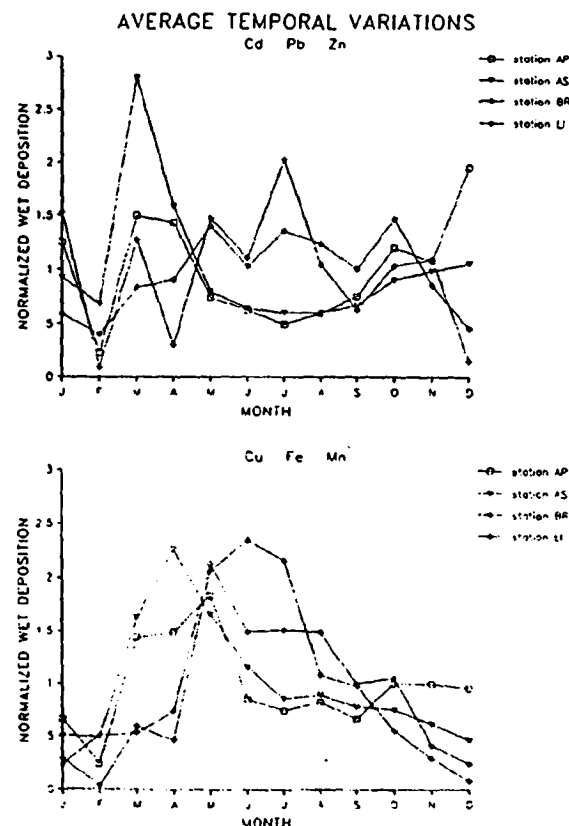 AVERAGE TEMPORAL VARIATIONS
Cd Pb Zn
station AP
station AS
station BR
station LI
NORMALIZED WET DEPOSITION
3
2.5
2
1.5
1
.5
0
J F M A M J J A S O N D
MONTH
Cu Fe Mn
station AP
station AS
station BR
station LI
NORMALIZED WET DEPOSITION
3
2.5
2
1.5
1
.5
0
J F M A M J J A S O N D
MONTH